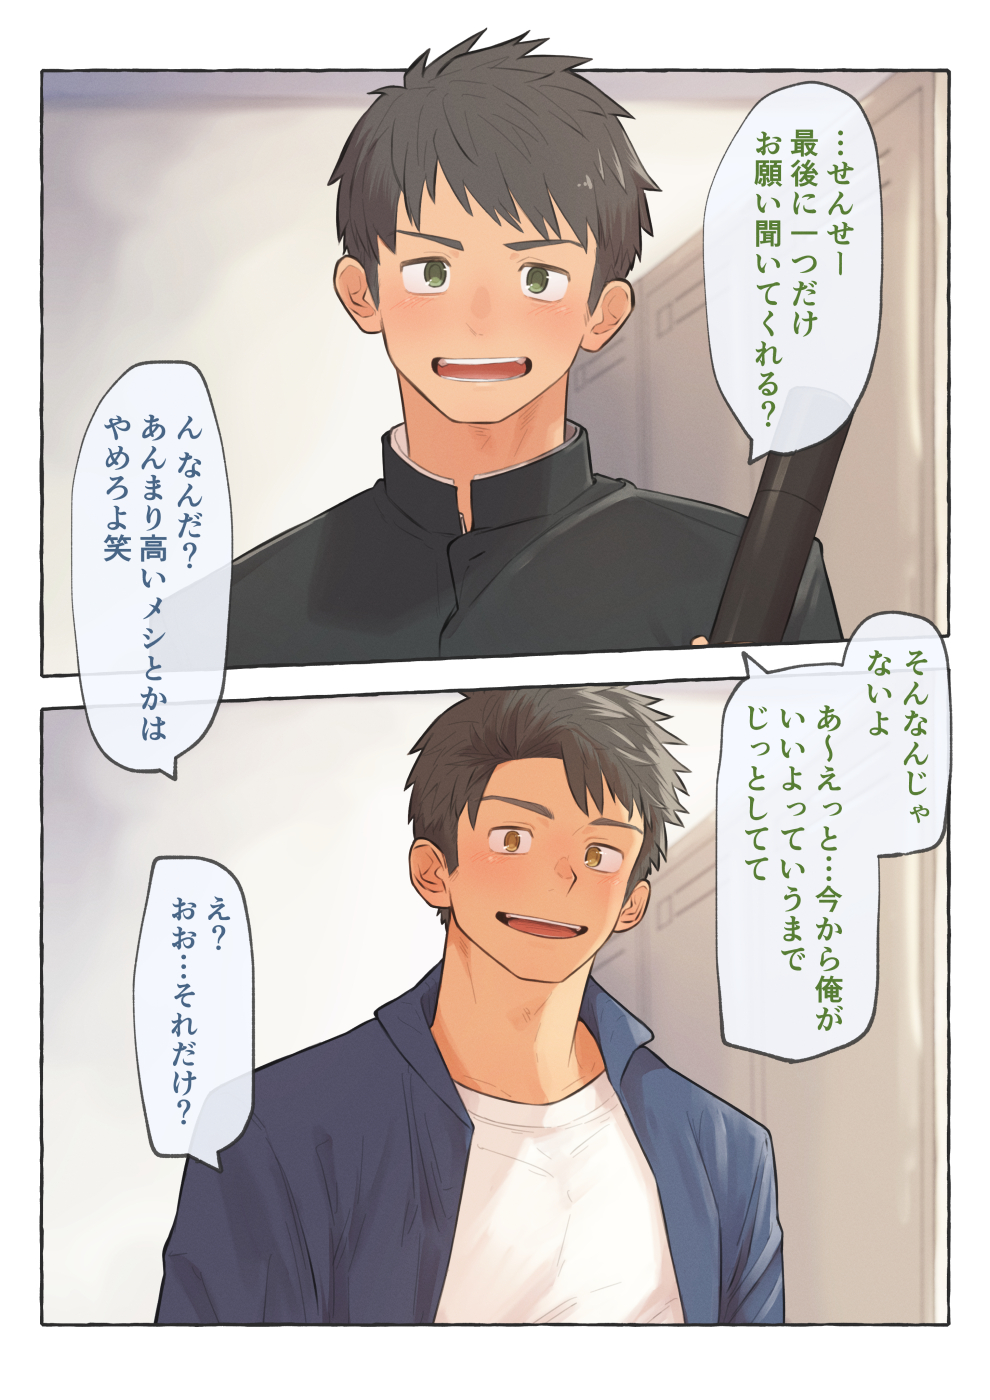 …せんせー
最後に一つだけ
お願い聞いてくれる?
ん なんだ?
あんまり高いメシとかは
やめろよ笑
そんなんじゃ
ないよ
あ～えっと…今から俺が
いいよっていうまで
じっとしてて
え?
おお…それだけ?